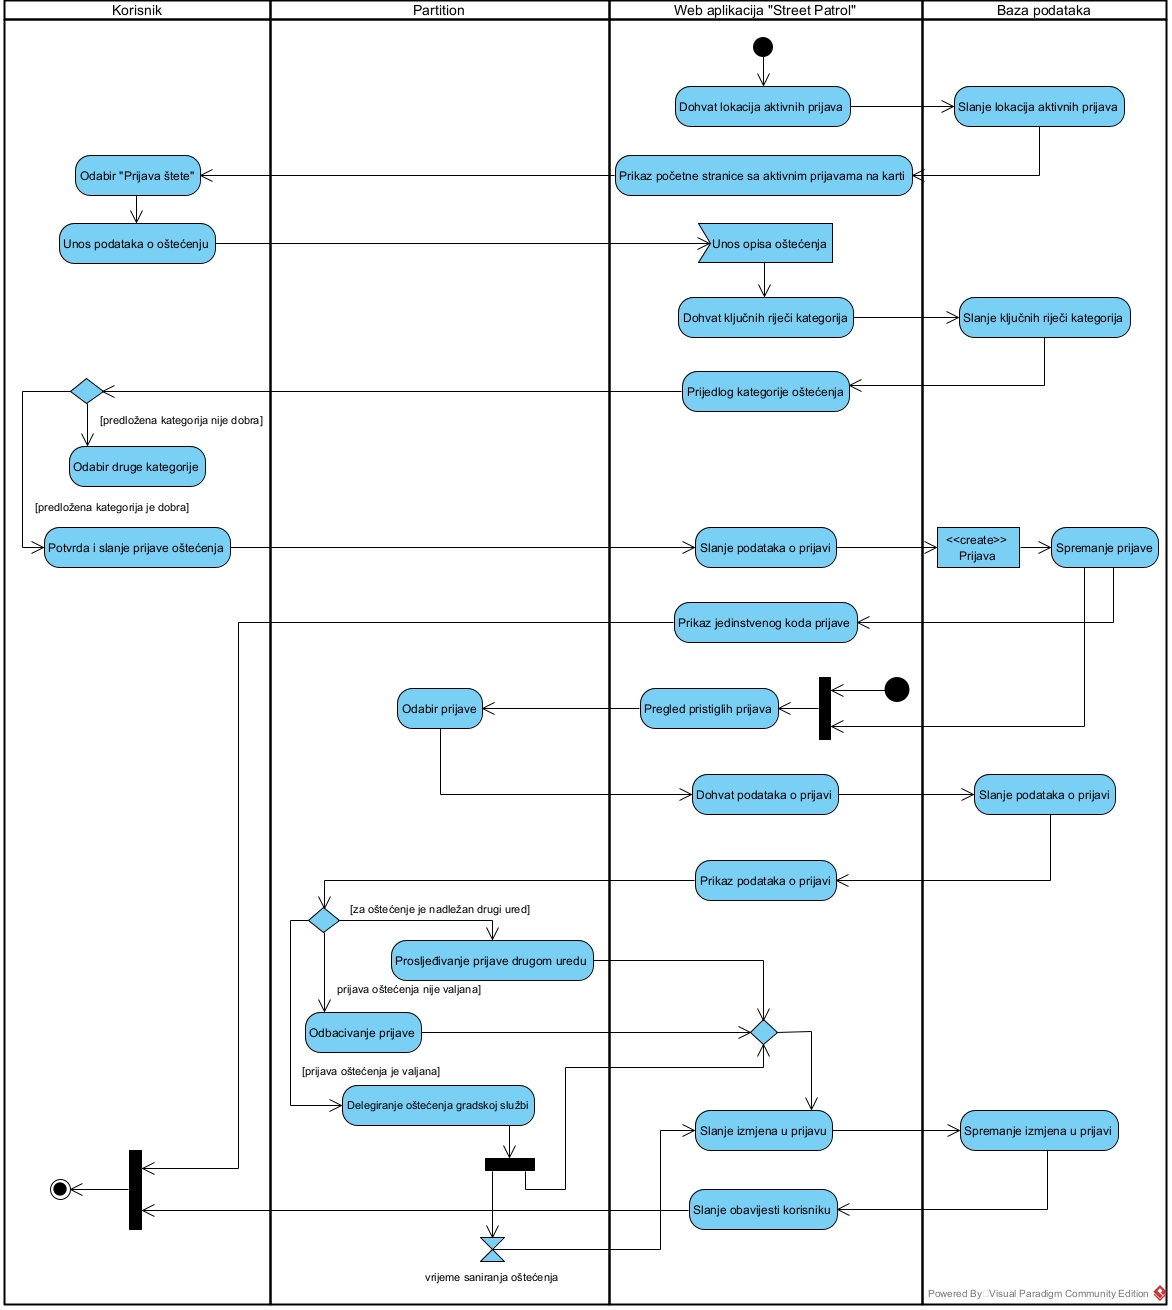 Korisnik
Partition
Web aplikacija "Street Patrol"
Baza podataka
Dohvat lokacija aktivnih prijava
Slanje lokacija aktivnih prijava
Odabir "Prijava štete"
Prikaz početne stranice sa aktivnim prijavama na karti
Unos podataka o oštećenju
Unos opisa oštećenja
Dohvat ključnih riječi kategorija
Slanje ključnih riječi kategorija
Prijedlog kategorije oštećenja
[predložena kategorija nije dobra]
Odabir druge kategorije
[predložena kategorija je dobra]
Potvrda i slanje prijave oštećenja
Slanje podataka o prijavi
<<create>>
Prijava
Spremanje prijave
Prikaz jedinstvenog koda prijave
Odabir prijave
Pregled pristiglih prijava
Dohvat podataka o prijavi
Slanje podataka o prijavi
Prikaz podataka o prijavi
[za oštećenje je nadležan drugi ured]
Prosljeđivanje prijave drugom uredu
prijava oštećenja nije valjana]
Odbacivanje prijave
[prijava oštećenja je valjana]
Delegiranje oštećenja gradskoj službi
Slanje izmjena u prijavu
Spremanje izmjena u prijavi
Slanje obavijesti korisniku
vrijeme saniranja oštećenja
Powered By Visual Paradigm Community Edition